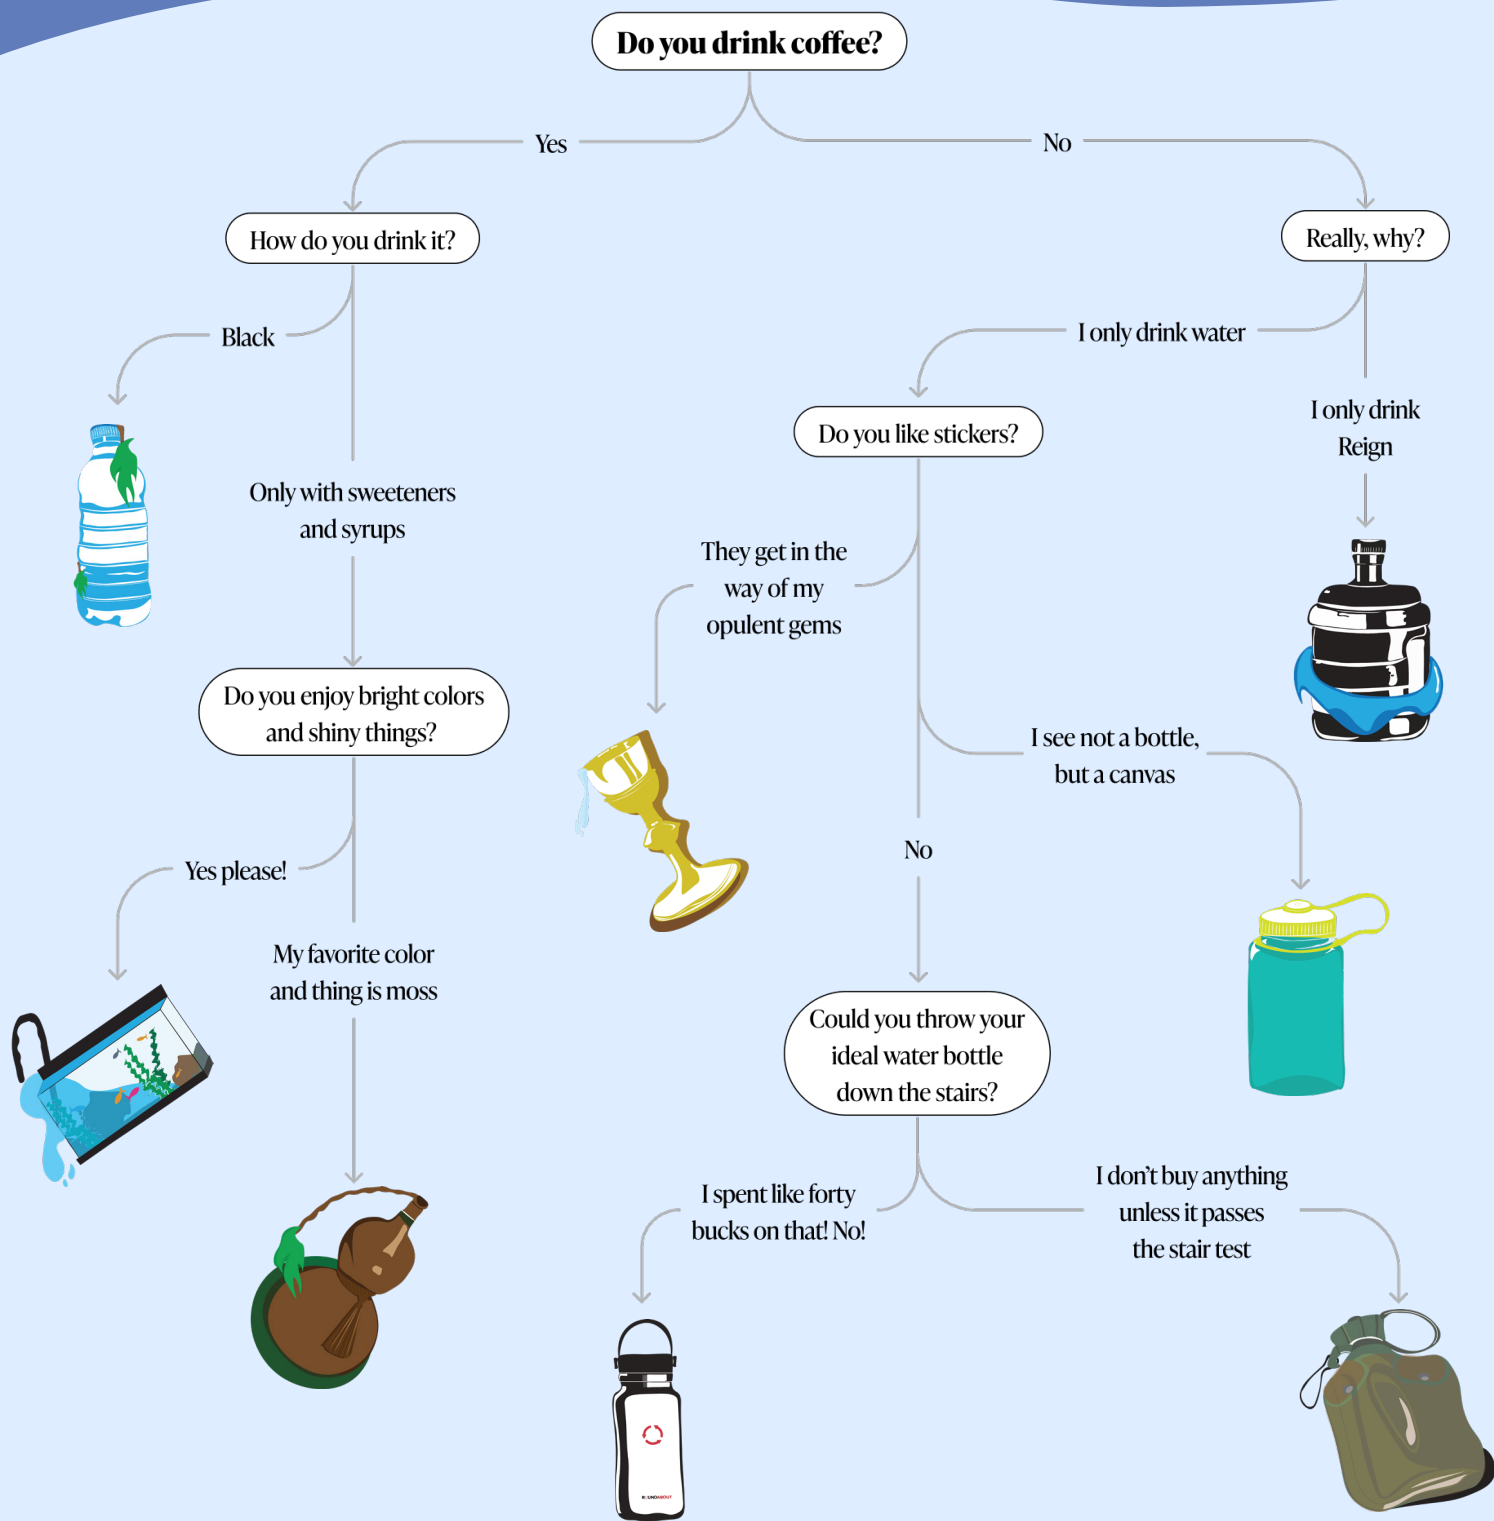 Do you drink coffee?
Yes
No
How do you drink it?
Really, why?
Black
I only drink water
Only with sweeteners
and syrups
Do you like stickers?
I only drink
Reign
They get in the
way of my
opulent gems
Do you enjoy bright colors
and shiny things?
I see not a bottle,
but a canvas
No
Yes please!
My favorite color
and thing is moss
Could you throw your
ideal water bottle
down the stairs?
I spent like forty
bucks on that! No!
I don’t buy anything
unless it passes
the stair test
ROUNDABOUT